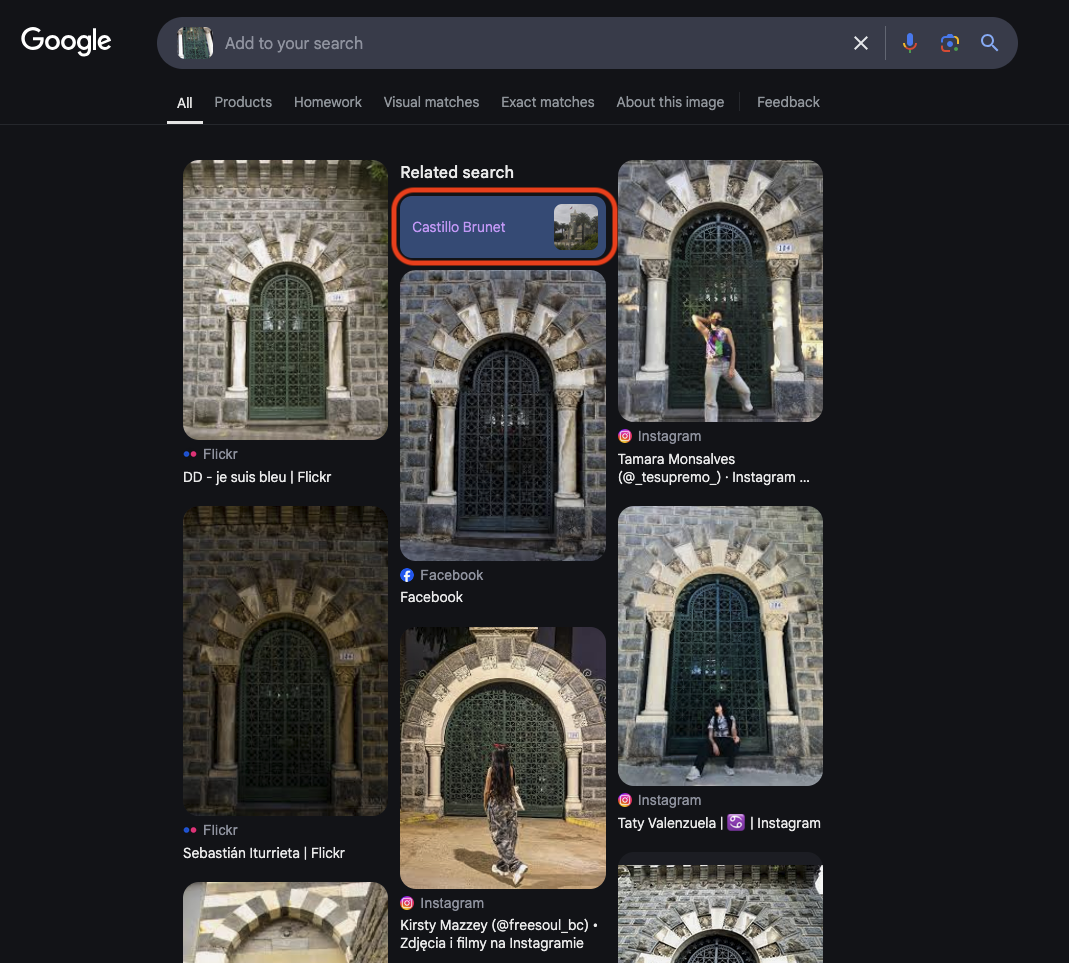 Google
Add to your search
All
Products
Homework
Visual matches
Exact matches
About this image
Feedback
Flickr
DD - je suis bleu | Flickr
Flickr
Sebastián Iturrieta | Flickr
Related search
Castillo Brunet
Facebook
Facebook
Instagram
Kirsty Mazzey (@freesoul_bc) •
Zdjęcia i filmy na Instagramie
184
Instagram
Tamara Monsalves
(@_tesupremo_) · Instagram ...
Instagram
Taty Valenzuela | ♋ | Instagram